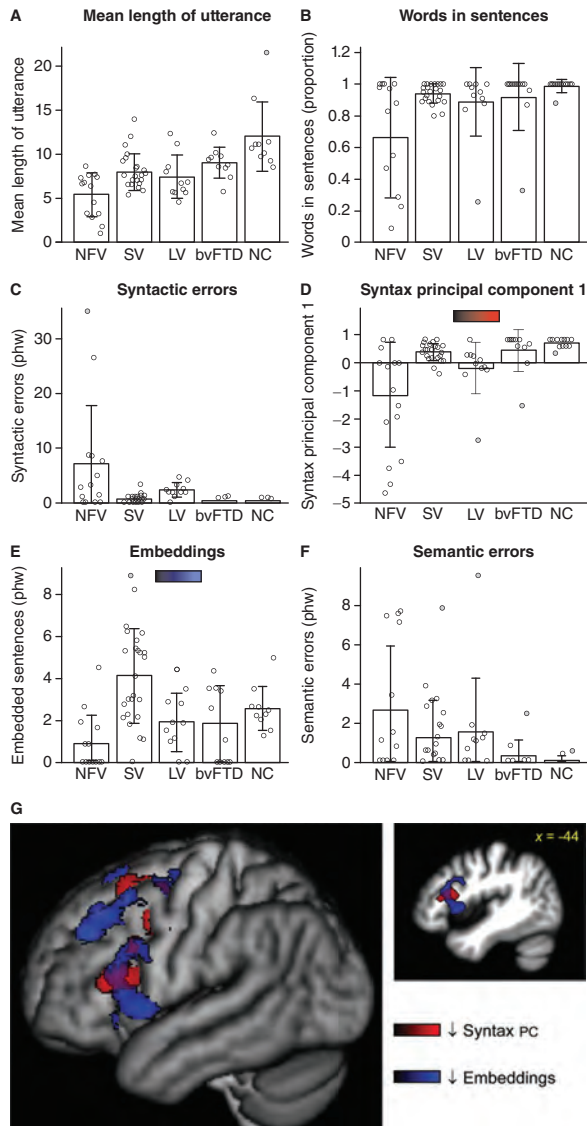 A Mean length of utterance
Mean length of utterance
20
15
10
5
0
NFV SV LV bvFTD NC
B Words in sentences
Words in sentences (proportion)
1.2
1
0.8
0.6
0.4
0.2
0
NFV SV LV bvFTD NC
C Syntactic errors
Syntactic errors (phw)
30
20
10
0
NFV SV LV bvFTD NC
D Syntax principal component 1
Syntax principal component 1
1
0
−1
−2
−3
−4
−5
NFV SV LV bvFTD NC
E Embeddings
Embedded sentences (phw)
8
6
4
2
0
NFV SV LV bvFTD NC
F Semantic errors
Semantic errors (phw)
8
6
4
2
0
NFV SV LV bvFTD NC
G
x = -44
↓ Syntax PC
↓ Embeddings